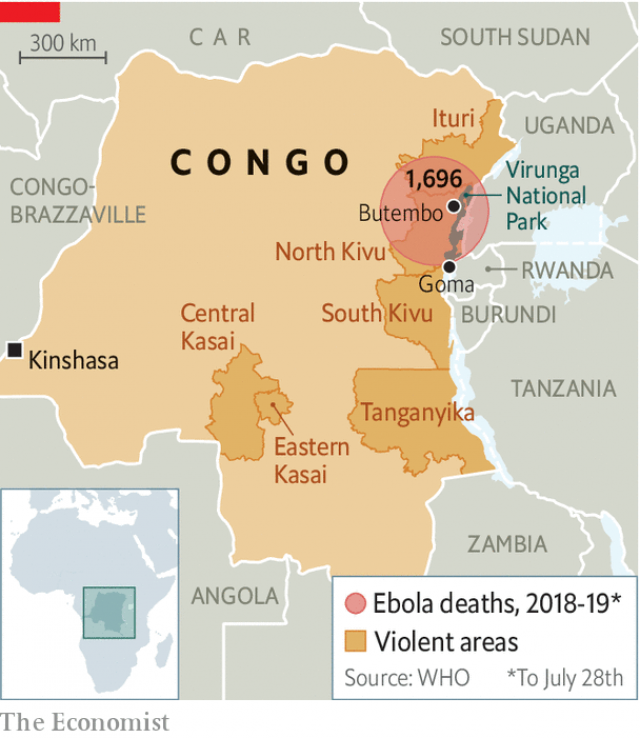 300 km
CAR
SOUTH SUDAN
Ituri
UGANDA
CONGO
1,696
Virunga
National
Park
CONGO-
BRAZZAVILLE
Butembo
North Kivu
RWANDA
Goma
Central
Kasai
South Kivu
BURUNDI
Kinshasa
TANZANIA
Tanganyika
Eastern
Kasai
ZAMBIA
ANGOLA
Ebola deaths, 2018-19*
Violent areas
Source: WHO *To July 28th
The Economist